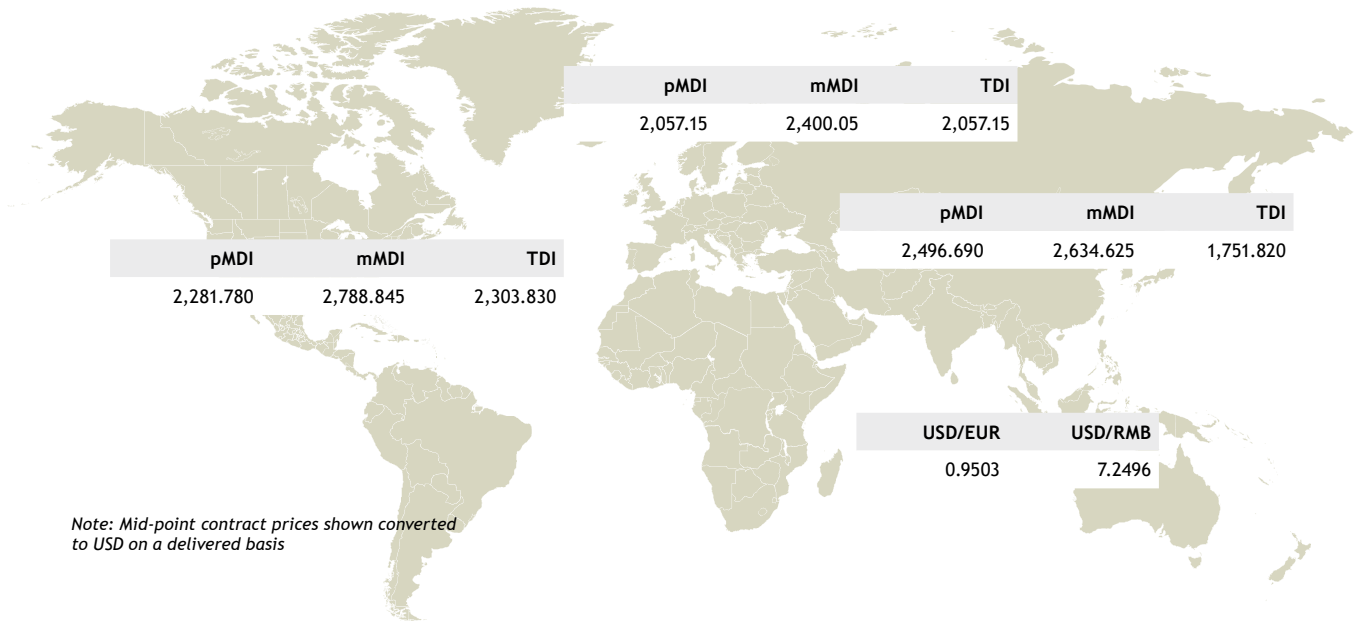 pMDI mMDI TDI
2,057.15 2,400.05 2,057.15
pMDI mMDI TDI
2,496.690 2,634.625 1,751.820
pMDI mMDI TDI
2,281.780 2,788.845 2,303.830
USD/EUR USD/RMB
0.9503 7.2496
Note: Mid-point contract prices shown converted
to USD on a delivered basis